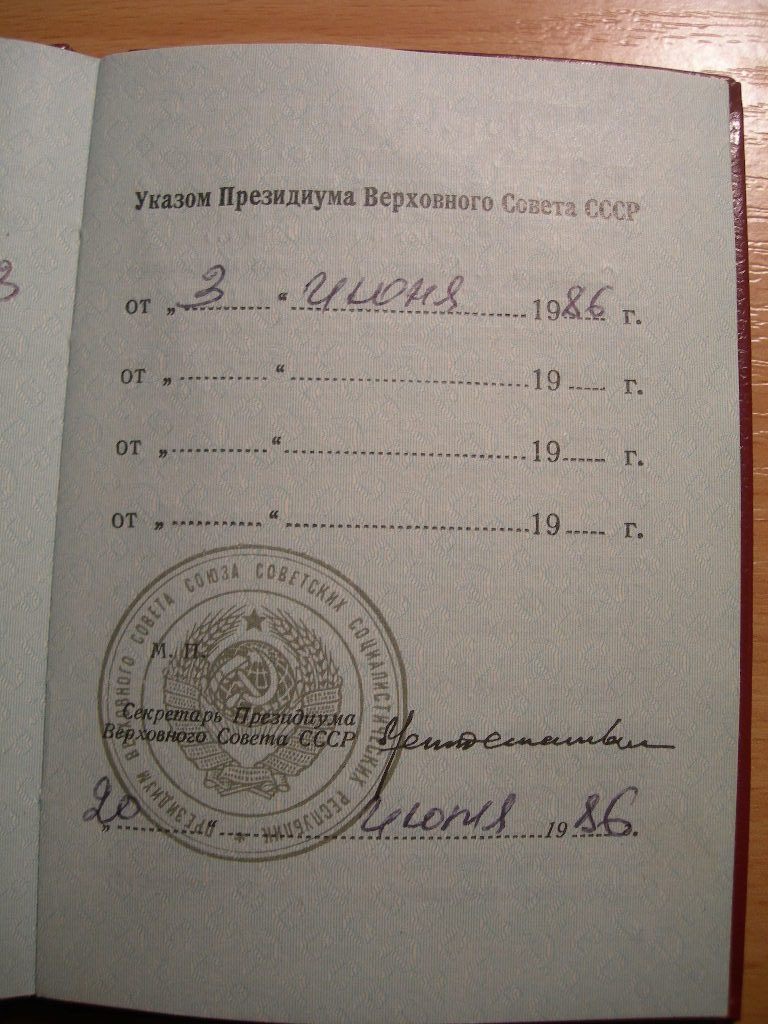 Указом Президиума Верховного Совета СССР
3
от „ 3 “ июня 1986 г.
от „ “ 19 г.
от „ “ 19 г.
от „ “ 19 г.
ПРЕЗИДИУМ ВЕРХОВНОГО СОВЕТА СОЮЗА СОВЕТСКИХ СОЦИАЛИСТИЧЕСКИХ РЕСПУБЛИК
М. П.
Секретарь Президиума
Верховного Совета СССР
„20 “ июня 1986.